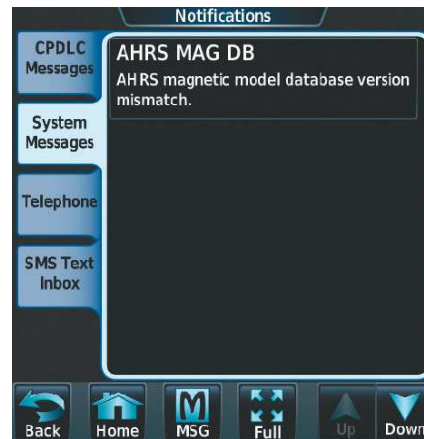 Notifications
CPDLC
Messages
AHRS MAG DB
AHRS magnetic model database version
mismatch.
System
Messages
Telephone
SMS Text
Inbox
Back
Home
MSG
Full
Up
Down